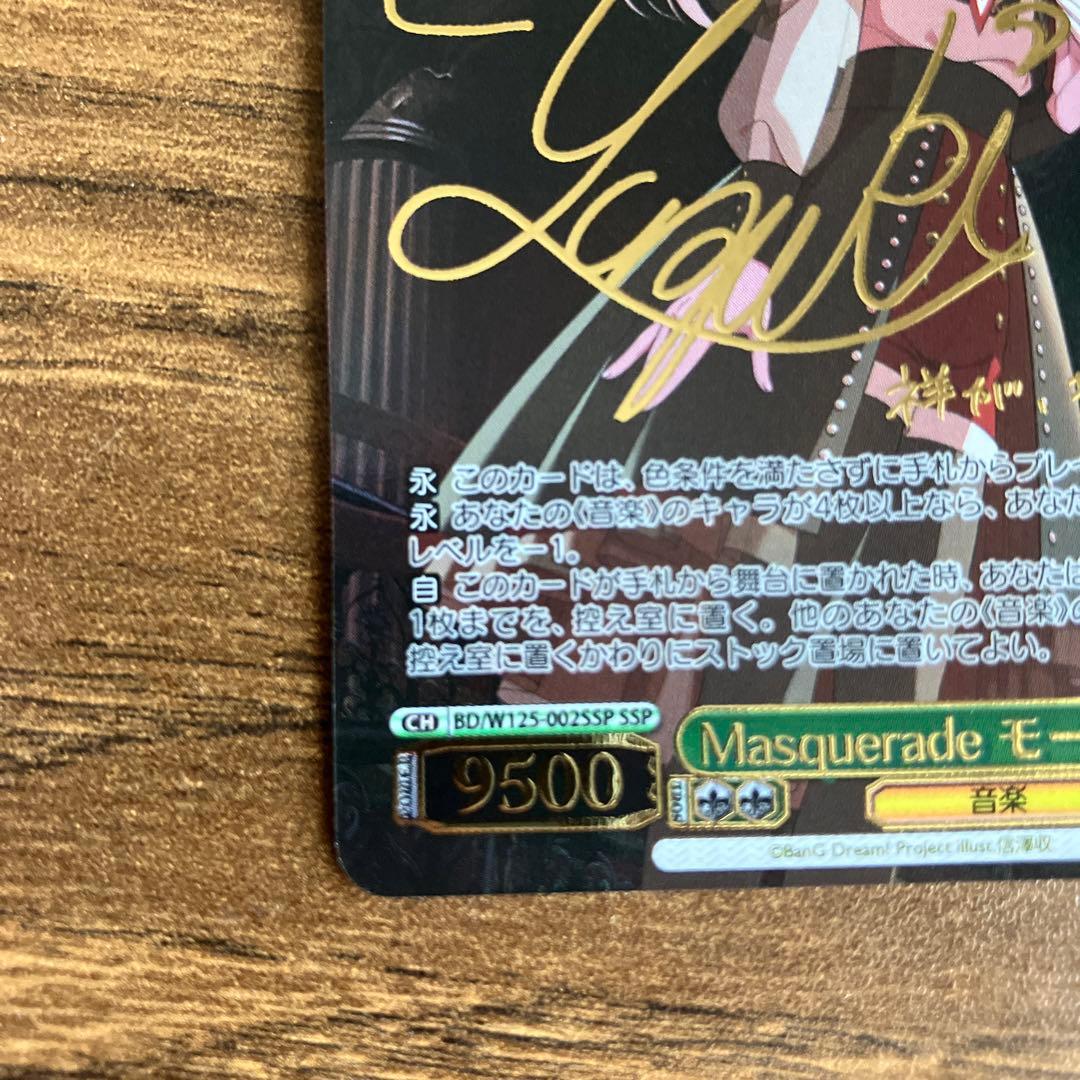 祥だ、
永 このカードは、色条件を満たさずに手札からプレイ
永 あなたの《音楽》のキャラが4枚以上なら、あなた
レベルを－1。
自 このカードが手札から舞台に置かれた時、あなたは
1枚までを、控え室に置く。他のあなたの《音楽》の
控え室に置くかわりにストック置場に置いてよい。
CH BD/W125-002SSP SSP
Masquerade モー
POWER 9500
音楽
©BanG Dream! Project illust.信澤収